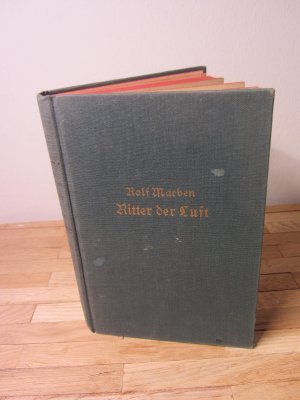 Rolf Marben
Ritter der Luft